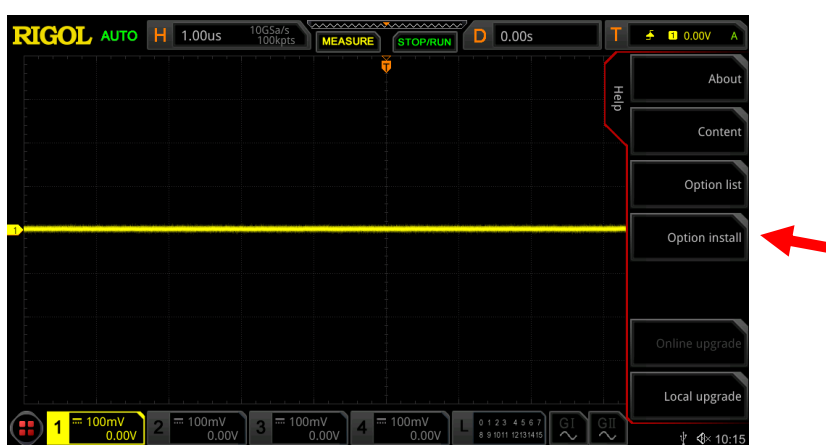 RIGOL AUTO H 1.00us 10GSa/s 100kpts MEASURE STOP/RUN D 0.00s T 1 0.00V A
T
Help
About
Content
Option list
Option install
1
Online upgrade
Local upgrade
1 100mV 0.00V 2 100mV 0.00V 3 100mV 0.00V 4 100mV 0.00V L 0 1 2 3 4 5 6 7 8 9 10 11 12 13 14 15 GI GII
10:15